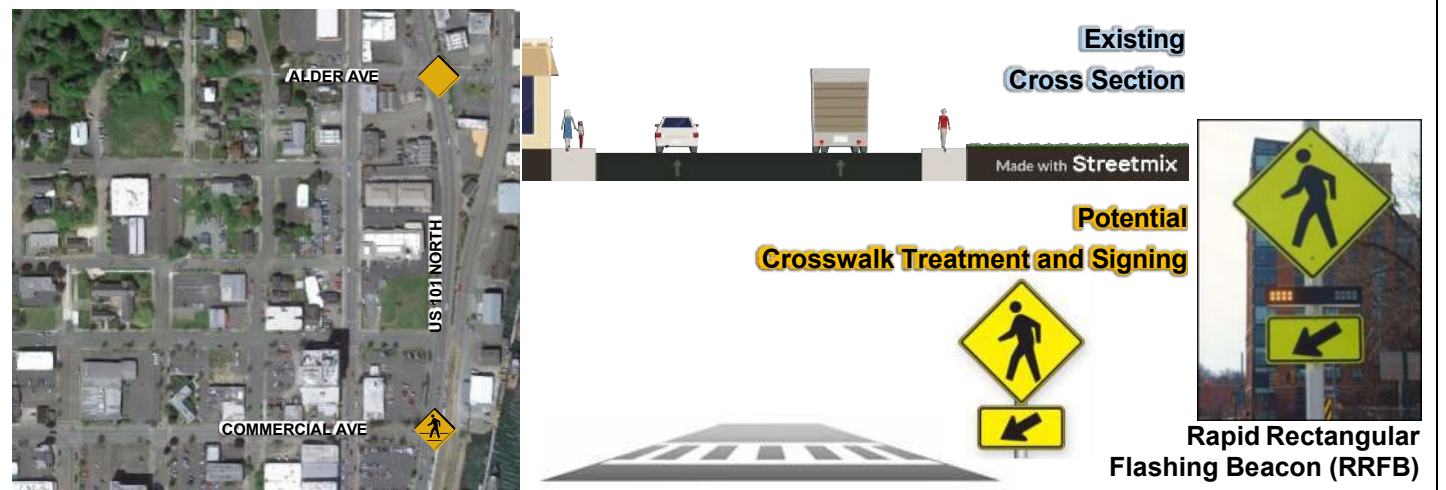 ALDER AVE
US 101 NORTH
COMMERCIAL AVE
Existing
Cross Section
Made with Streetmix
Potential
Crosswalk Treatment and Signing
Rapid Rectangular
Flashing Beacon (RRFB)